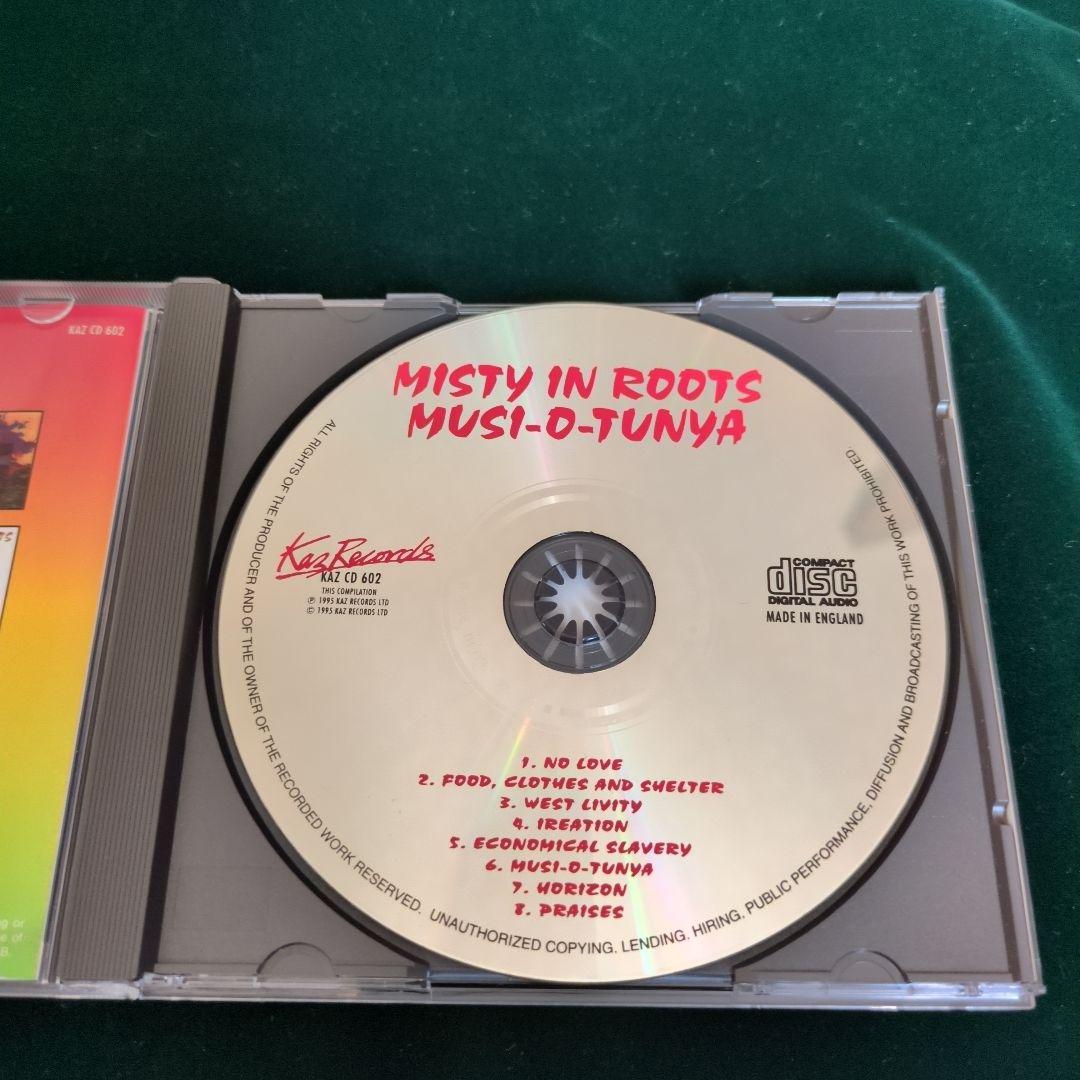 KAZ CD 602
MISTY IN ROOTS
MUSI-O-TUNYA
ALL RIGHTS OF THE PRODUCER AND OF THE OWNER OF THE RECORDED WORK RESERVED. UNAUTHORIZED COPYING. LENDING. HIRING. PUBLIC PERFORMANCE, DIFFUSION AND BROADCASTING OF THIS WORK PROHIBITED.
Kaz Records
KAZ CD 602
THIS COMPILATION
℗ 1995 KAZ RECORDS LTD
© 1995 KAZ RECORDS LTD
COMPACT
disc
DIGITAL AUDIO
MADE IN ENGLAND
1. NO LOVE
2. FOOD, CLOTHES AND SHELTER
3. WEST LIVITY
4. IREATION
5. ECONOMICAL SLAVERY
6. MUSI-O-TUNYA
7. HORIZON
8. PRAISES
or
of
B.